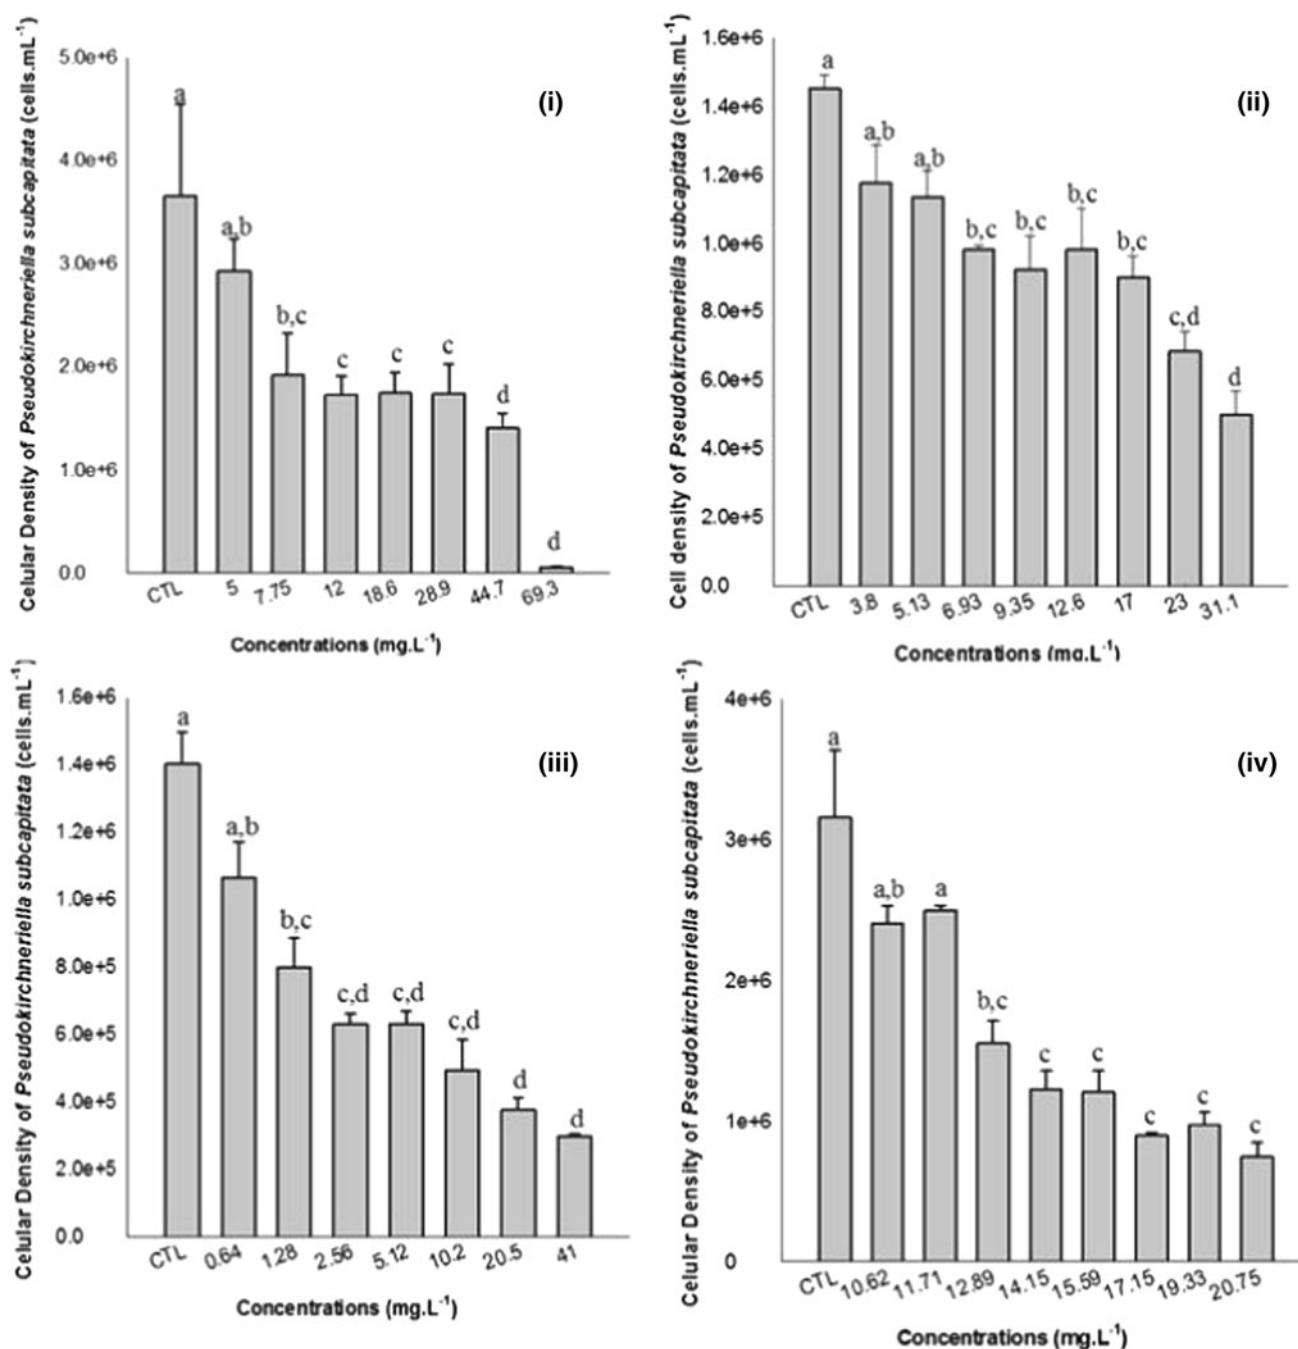 Celular Density of Pseudokirchneriella subcapitata (cells.mL⁻¹)
5.0e+6
4.0e+6
3.0e+6
2.0e+6
1.0e+6
0.0
a
a,b
b,c
c
c
c
d
d
(i)
CTL 5 7.75 12 18.6 28.9 44.7 69.3
Concentrations (mg.L⁻¹)
Cell density of Pseudokirchneriella subcapitata (cells.mL⁻¹)
1.6e+6
1.4e+6
1.2e+6
1.0e+6
8.0e+5
6.0e+5
4.0e+5
2.0e+5
0.0
a
a,b
a,b
b,c
b,c
b,c
b,c
c,d
d
(ii)
CTL 3.8 5.13 6.93 9.35 12.6 17 23 31.1
Concentrations (mg.L⁻¹)
Celular Density of Pseudokirchneriella subcapitata (cells.mL⁻¹)
1.6e+6
1.4e+6
1.2e+6
1.0e+6
8.0e+5
6.0e+5
4.0e+5
2.0e+5
0.0
a
a,b
b,c
c,d
c,d
c,d
d
d
(iii)
CTL 0.64 1.28 2.56 5.12 10.2 20.5 41
Concentrations (mg.L⁻¹)
Celular Density of Pseudokirchneriella subcapitata (cells.mL⁻¹)
4e+6
3e+6
2e+6
1e+6
0
a
a,b
a
b,c
c
c
c
c
c
(iv)
CTL 10.62 11.71 12.89 14.15 15.59 17.15 19.33 20.75
Concentrations (mg.L⁻¹)